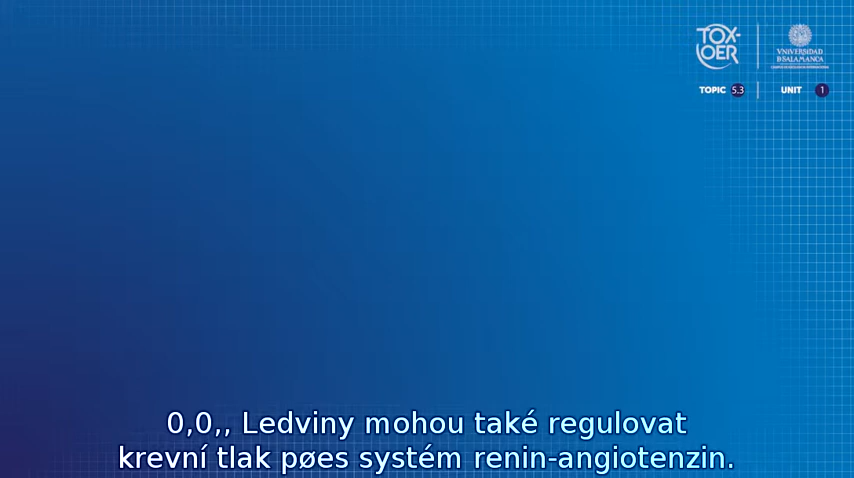 TOX-
OER
VNIVERSIDAD
D SALAMANCA
TOPIC 5.3 UNIT 1
0,0,, Ledviny mohou také regulovat
krevní tlak pøes systém renin-angiotenzin.